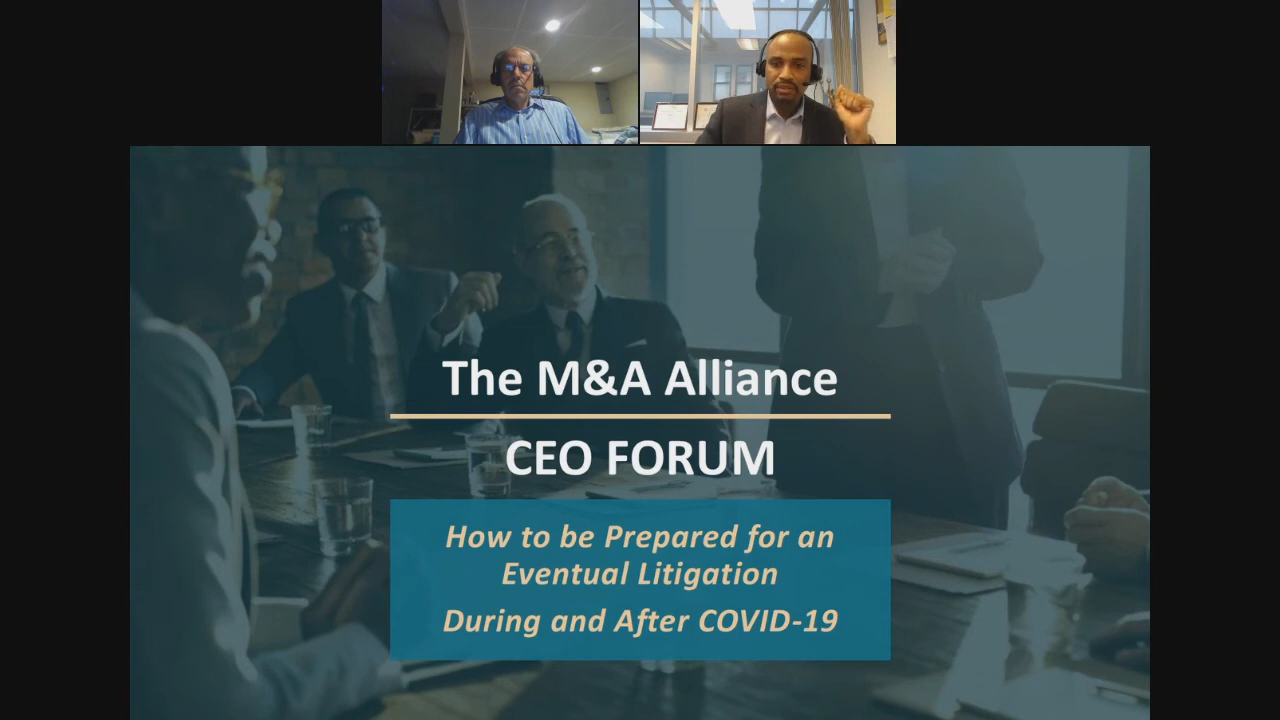 The M&A Alliance
CEO FORUM
How to be Prepared for an
Eventual Litigation
During and After COVID-19